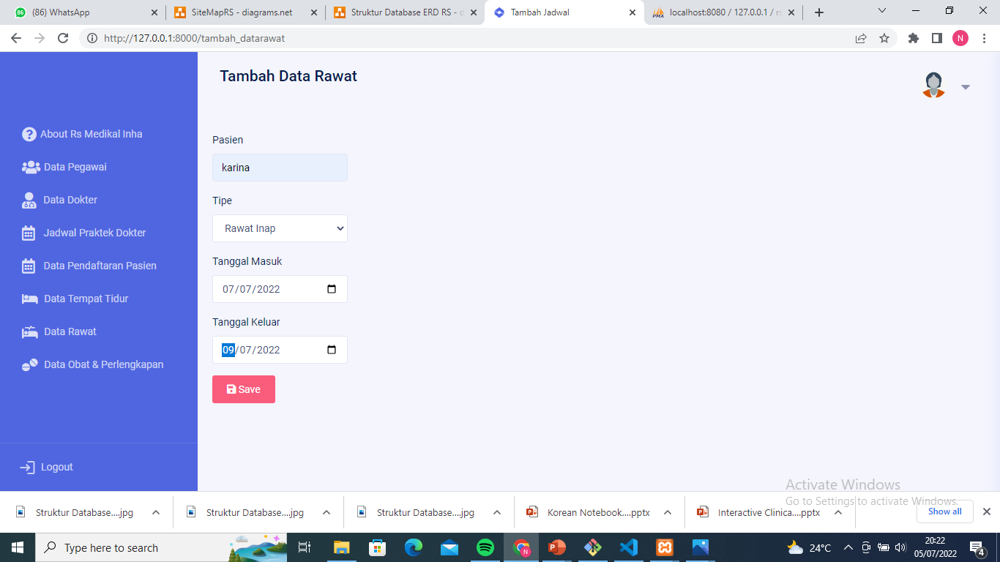 (86) WhatsApp
SiteMapRS - diagrams.net
Struktur Database ERD RS - d
Tambah Jadwal
localhost:8080 / 127.0.0.1 / rs
http://127.0.0.1:8000/tambah_datarawat
N
Tambah Data Rawat
About Rs Medikal Inha
Data Pegawai
Data Dokter
Jadwal Praktek Dokter
Data Pendaftaran Pasien
Data Tempat Tidur
Data Rawat
Data Obat & Perlengkapan
Logout
Pasien
karina
Tipe
Rawat Inap
Tanggal Masuk
07/07/2022
Tanggal Keluar
09/07/2022
Save
Activate Windows
Go to Settings to activate Windows.
Struktur Database....jpg
Struktur Database....jpg
Struktur Database....jpg
Korean Notebook....pptx
Interactive Clinica....pptx
Show all
Type here to search
24°C
20:22
05/07/2022
4